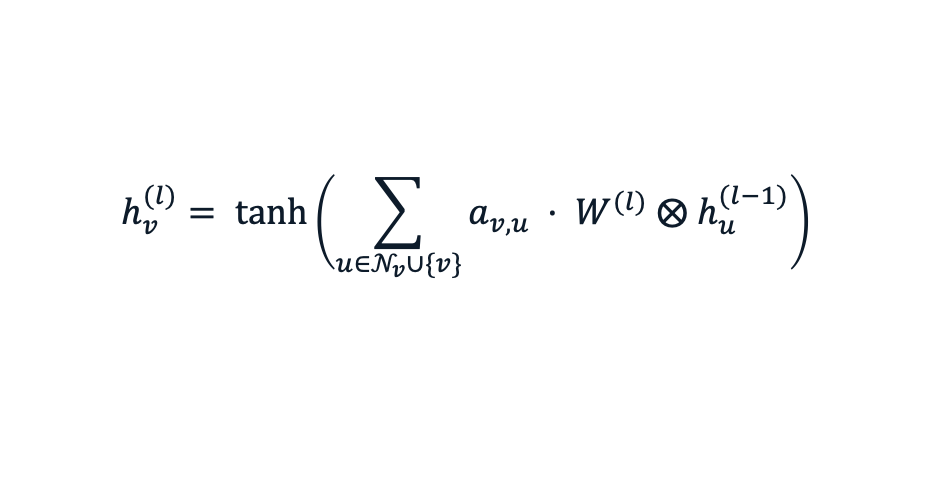 h_v^{(l)} = tanh( ∑_{u∈𝒩_v∪{v}} a_{v,u} · W^{(l)} ⊗ h_u^{(l−1)} )